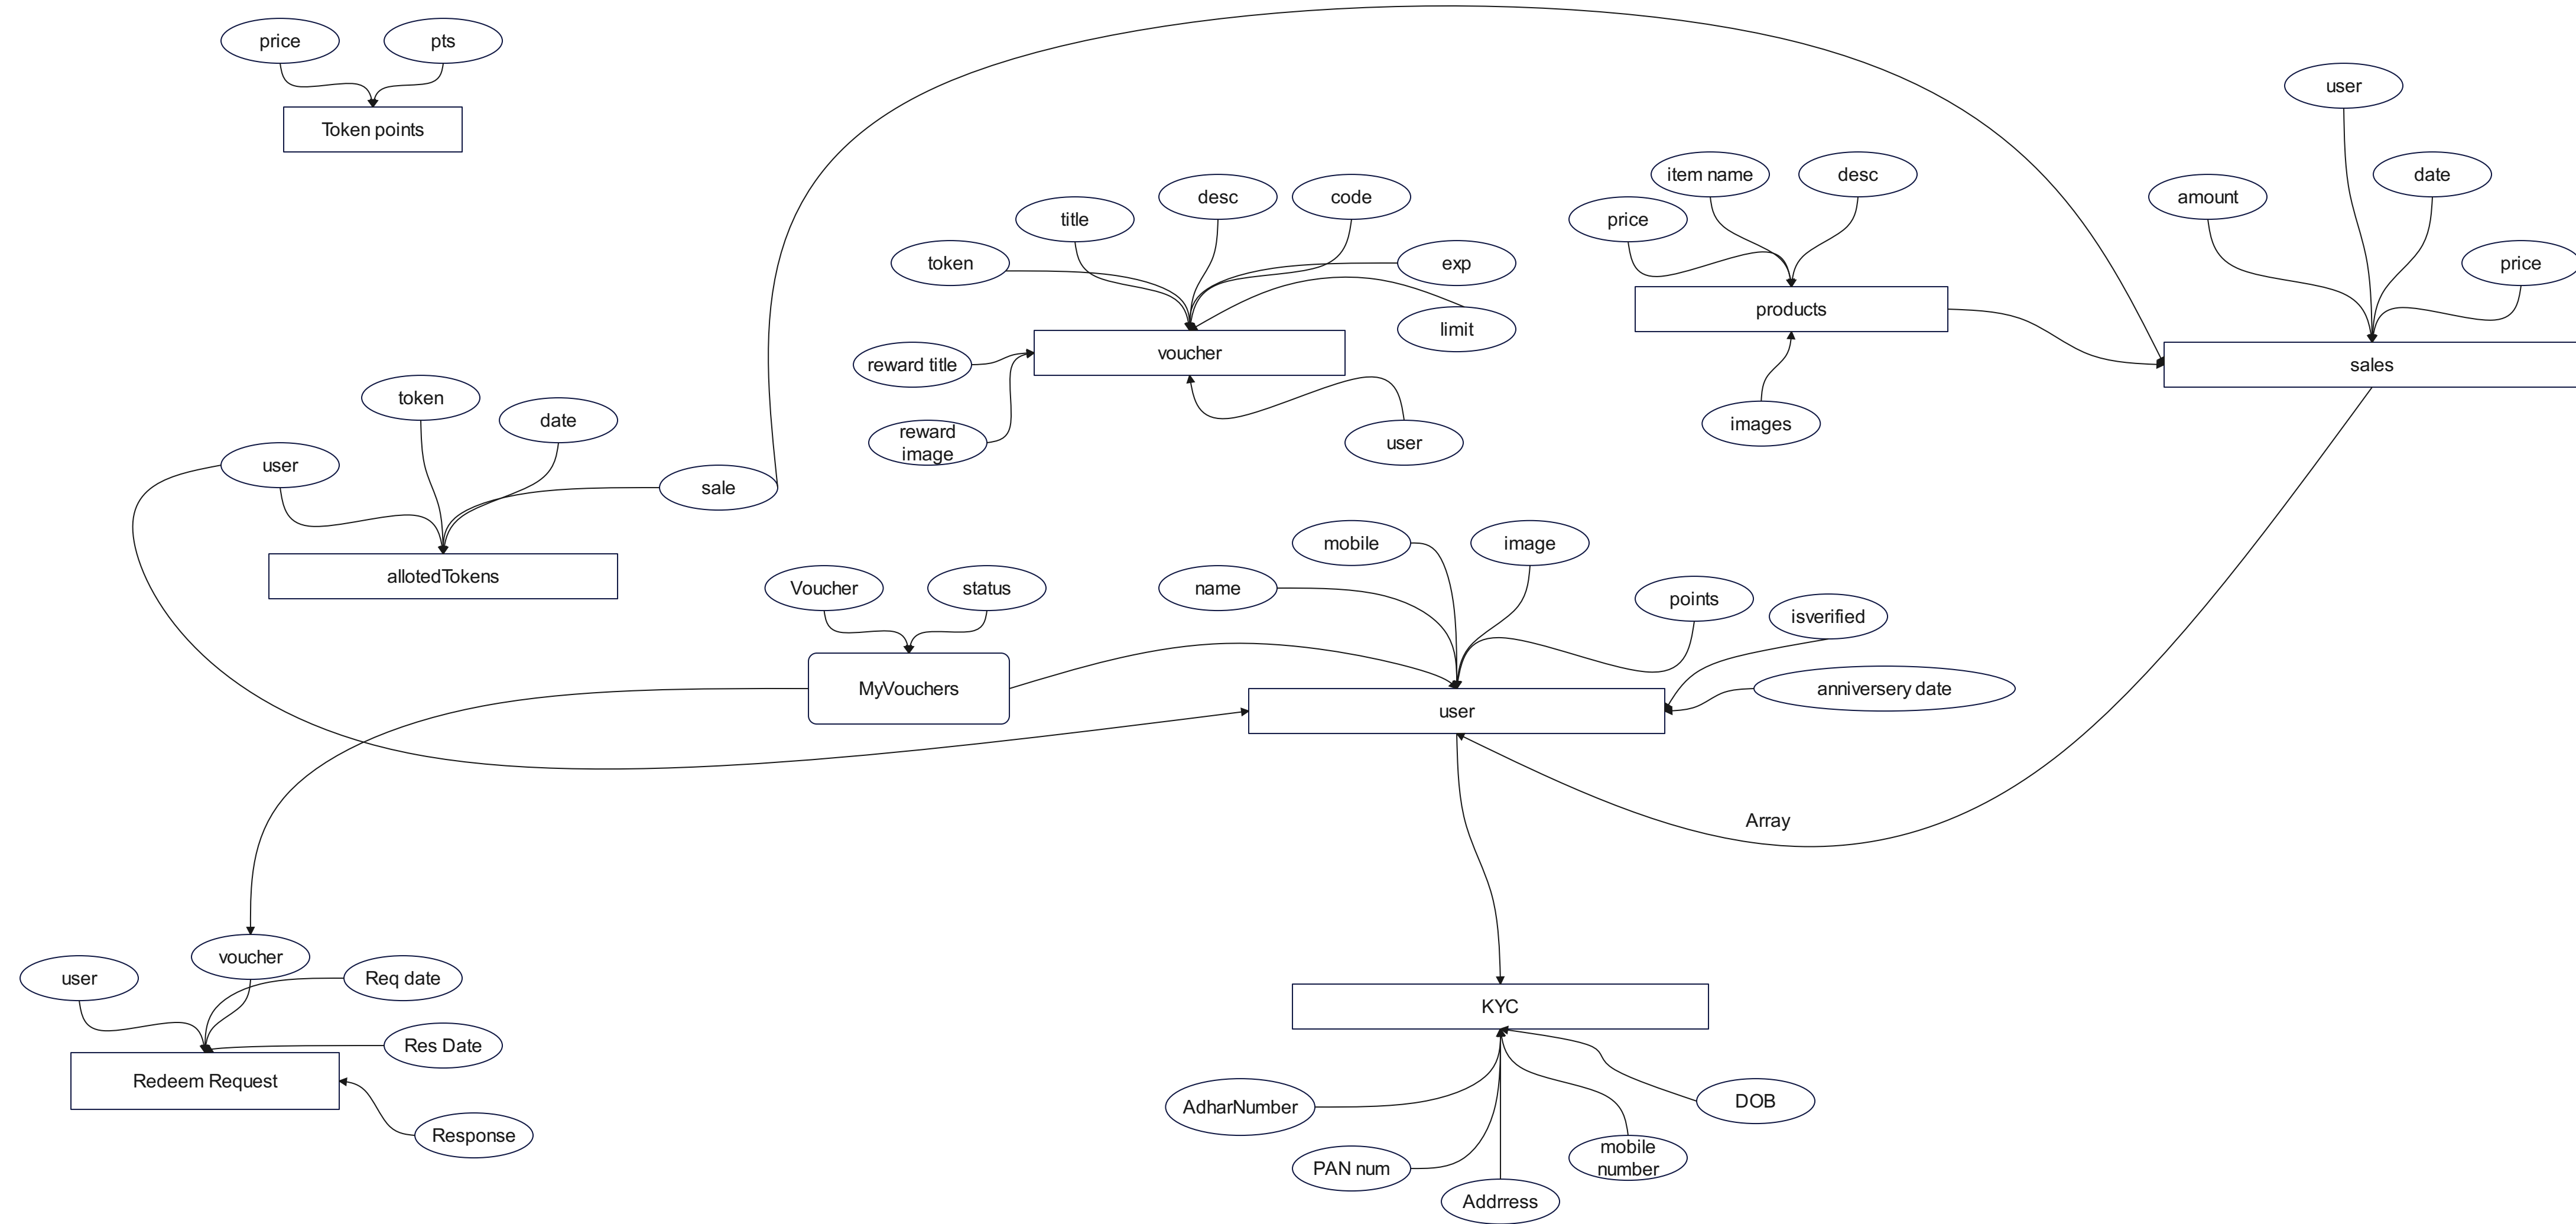 price
pts
Token points
user
amount
date
price
sales
item name
desc
price
products
images
title
desc
code
token
exp
limit
voucher
reward title
reward
image
user
token
date
user
sale
allotedTokens
Voucher
status
MyVouchers
mobile
image
name
points
isverified
anniversery date
user
Array
voucher
user
Req date
Res Date
Redeem Request
Response
KYC
AdharNumber
DOB
PAN num
mobile
number
Addrress